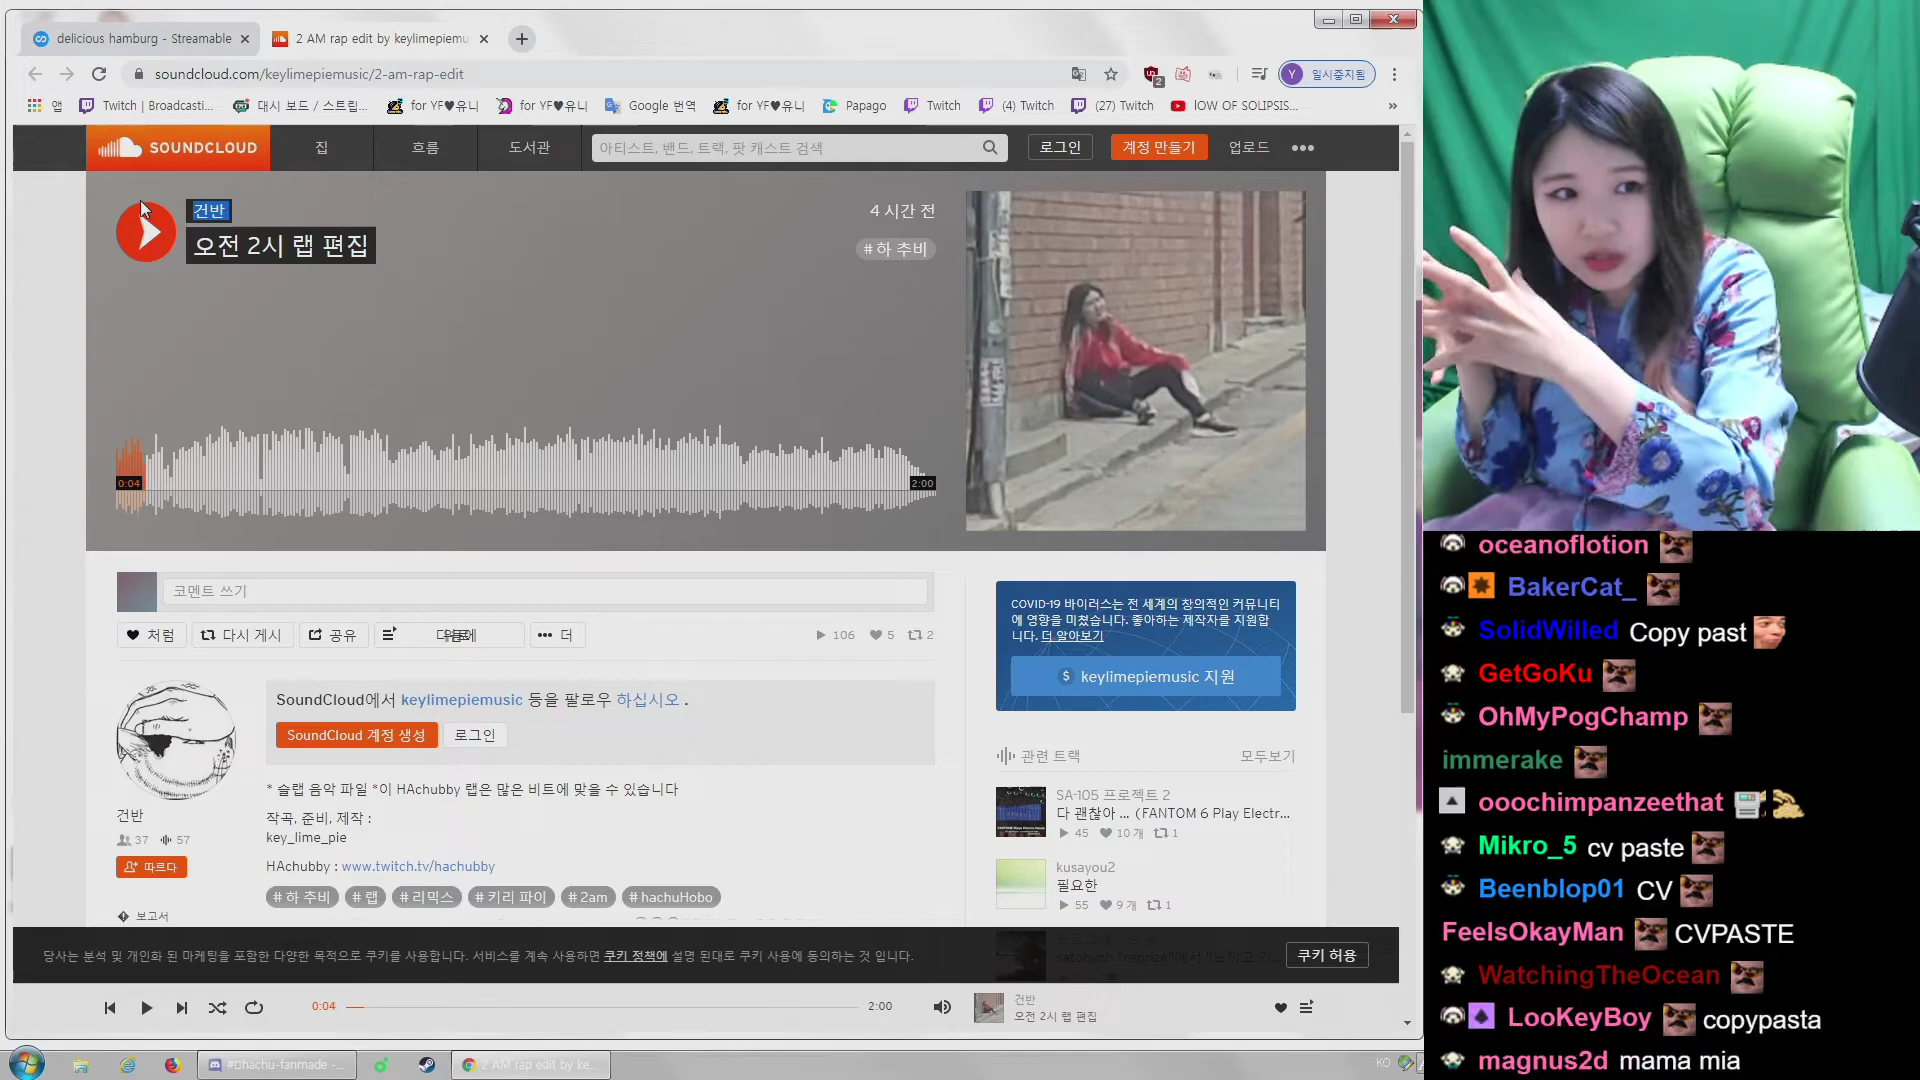 delicious hamburg - Streamable
2 AM rap edit by keylimepiemu
soundcloud.com/keylimepiemusic/2-am-rap-edit
Y 일시중지됨
앱
Twitch | Broadcasti...
대시 보드 / 스트립...
for YF♥유니
for YF♥유니
Google 번역
for YF♥유니
Papago
Twitch
(4) Twitch
(27) Twitch
lOW OF SOLIPSIS...
SOUNDCLOUD
집
흐름
도서관
아티스트, 밴드, 트랙, 팟 캐스트 검색
로그인
계정 만들기
업로드
건반
오전 2시 랩 편집
4 시간 전
# 하 추비
0:04
2:00
코멘트 쓰기
처럼
다시 게시
공유
더
106
5
2
COVID-19 바이러스는 전 세계의 창의적인 커뮤니티
에 영향을 미쳤습니다. 좋아하는 제작자를 지원합
니다. 더 알아보기
$ keylimepiemusic 지원
SoundCloud에서 keylimepiemusic 등을 팔로우 하십시오 .
SoundCloud 계정 생성
로그인
건반
37
57
따르다
보고서
* 슬랩 음악 파일 *이 HAchubby 랩은 많은 비트에 맞을 수 있습니다
작곡, 준비, 제작 :
key_lime_pie
HAchubby : www.twitch.tv/hachubby
# 하 추비
# 랩
# 리믹스
# 키리 파이
# 2am
# hachuHobo
관련 트랙
모두보기
SA-105 프로젝트 2
다 괜찮아 ... (FANTOM 6 Play Electr...
45
10 개
1
kusayou2
필요한
55
9 개
1
당사는 분석 및 개인화 된 마케팅을 포함한 다양한 목적으로 쿠키를 사용합니다. 서비스를 계속 사용하면 쿠키 정책에 설명 된대로 쿠키 사용에 동의하는 것 입니다.
쿠키 허용
0:04
2:00
건반
오전 2시 랩 편집
hachu-fanmade -...
2 AM rap edit by ke...
KO
oceanoflotion
BakerCat_
SolidWilled Copy past
GetGoKu
OhMyPogChamp
immerake
ooochimpanzeethat
Mikro_5 cv paste
Beenblop01 CV
FeelsOkayMan CVPASTE
WatchingTheOcean
LooKeyBoy copypasta
magnus2d mama mia